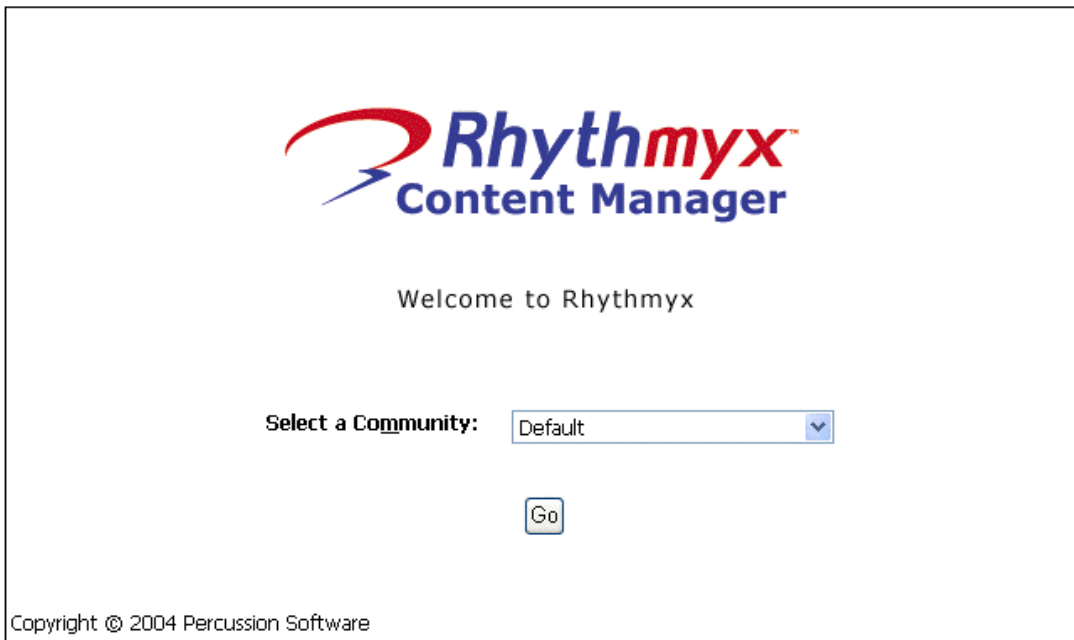 Rhythmyx™
Content Manager
Welcome to Rhythmyx
Select a Community: Default
Go
Copyright © 2004 Percussion Software